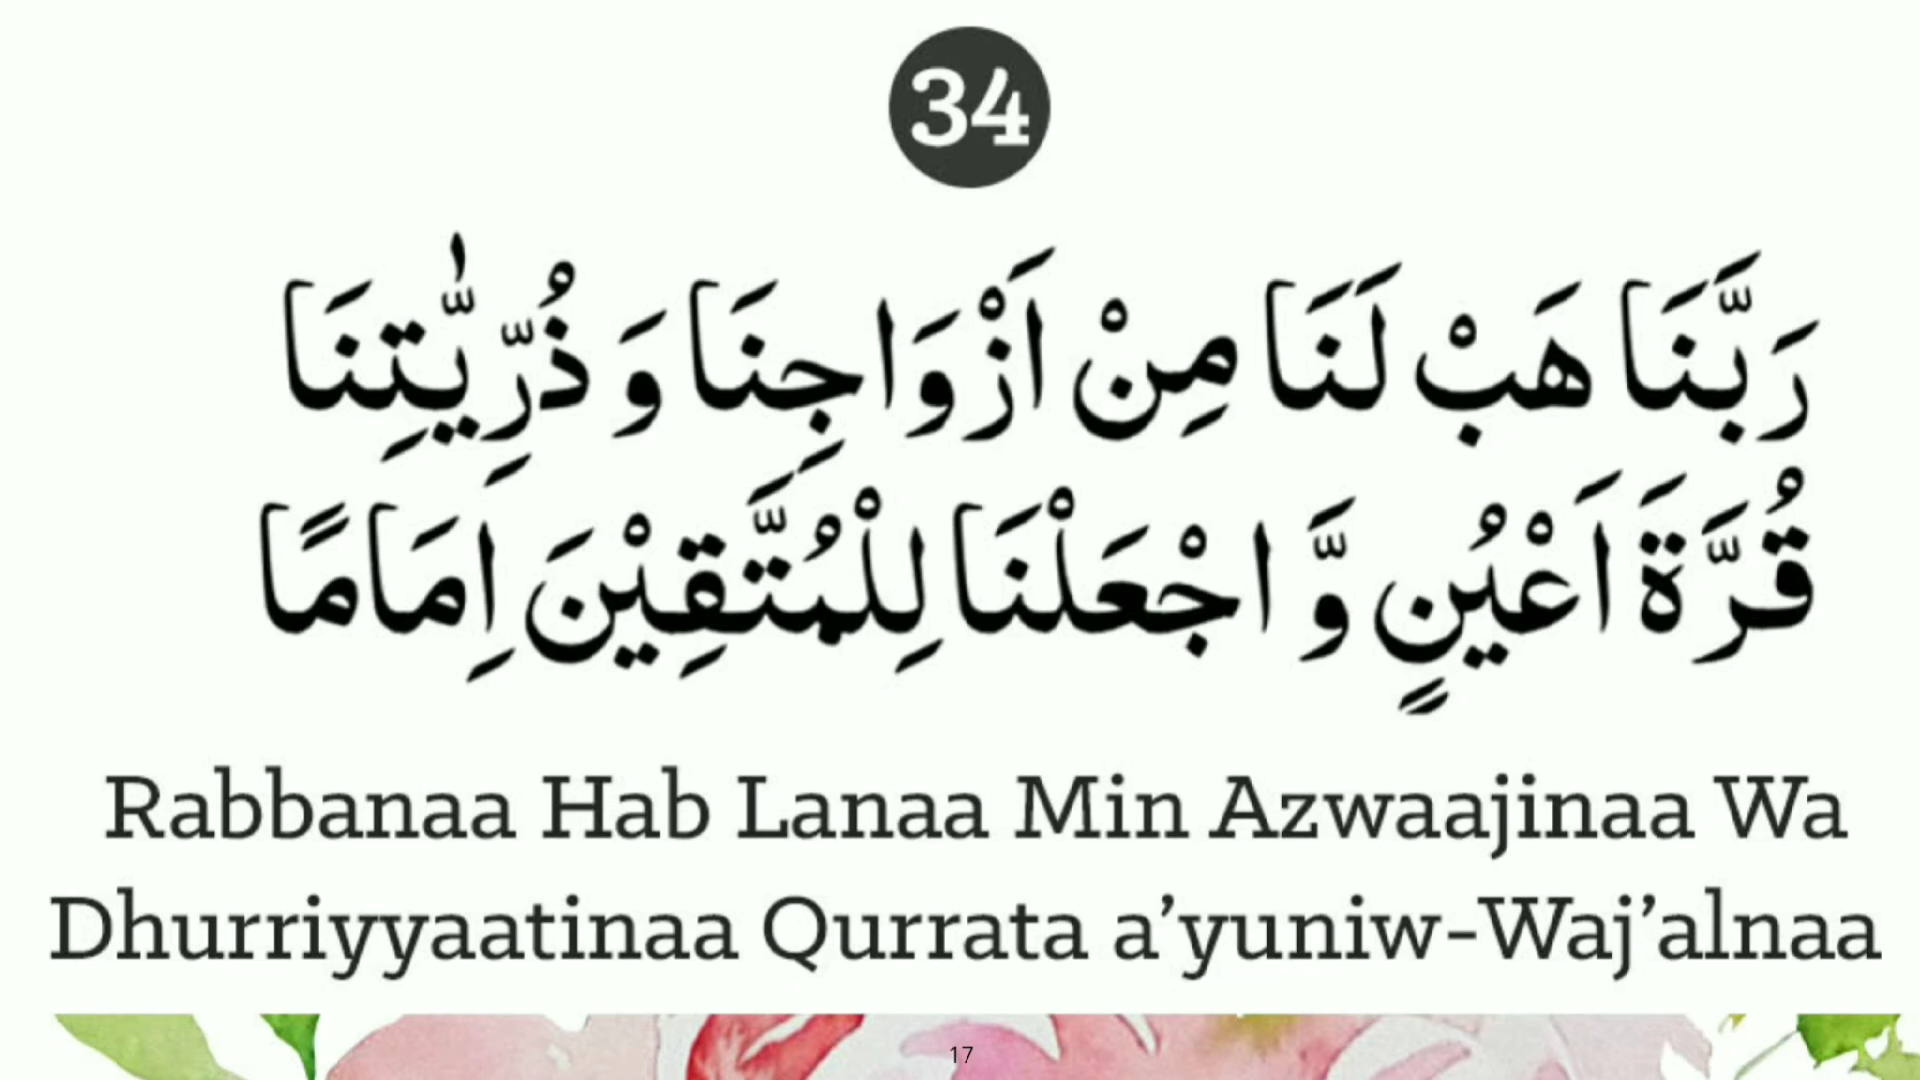 34
رَبَّنَا هَبْ لَنَا مِنْ اَزْوَاجِنَا وَ ذُرِّيّٰتِنَا
قُرَّةَ اَعْيُنٍ وَّ اجْعَلْنَا لِلْمُتَّقِيْنَ اِمَامًا
Rabbanaa Hab Lanaa Min Azwaajinaa Wa
Dhurriyyaatinaa Qurrata a’yuniw-Waj’alnaa
17